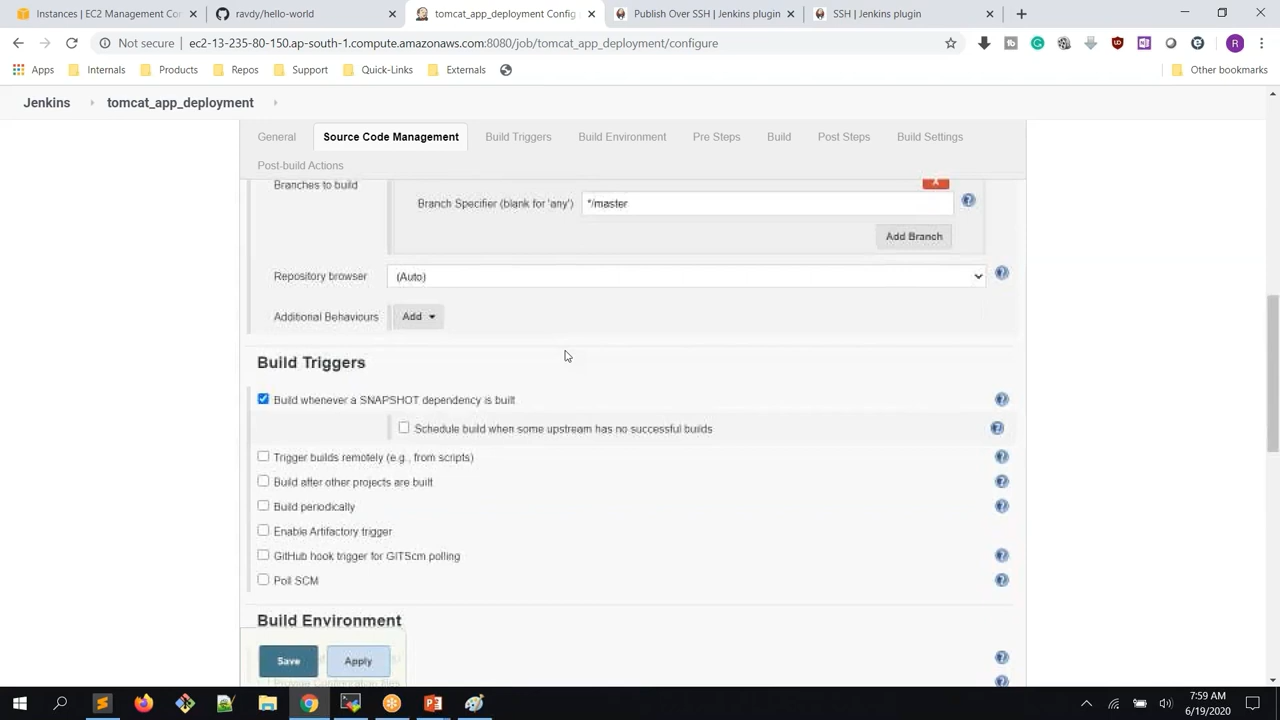 Instances | EC2 Management Con
ravdy/hello-world
tomcat_app_deployment Config
Publish Over SSH | Jenkins plugin
SSH | Jenkins plugin
Not secure | ec2-13-235-80-150.ap-south-1.compute.amazonaws.com:8080/job/tomcat_app_deployment/configure
R
Apps
Internals
Products
Repos
Support
Quick-Links
Externals
Other bookmarks
Jenkins
tomcat_app_deployment
General
Source Code Management
Build Triggers
Build Environment
Pre Steps
Build
Post Steps
Build Settings
Post-build Actions
Branches to build
X
Branch Specifier (blank for 'any')
*/master
Add Branch
Repository browser
(Auto)
Additional Behaviours
Add
Build Triggers
Build whenever a SNAPSHOT dependency is built
Schedule build when some upstream has no successful builds
Trigger builds remotely (e.g., from scripts)
Build after other projects are built
Build periodically
Enable Artifactory trigger
GitHub hook trigger for GITScm polling
Poll SCM
Build Environment
Save
Apply
Provide Configuration files
7:59 AM
6/19/2020